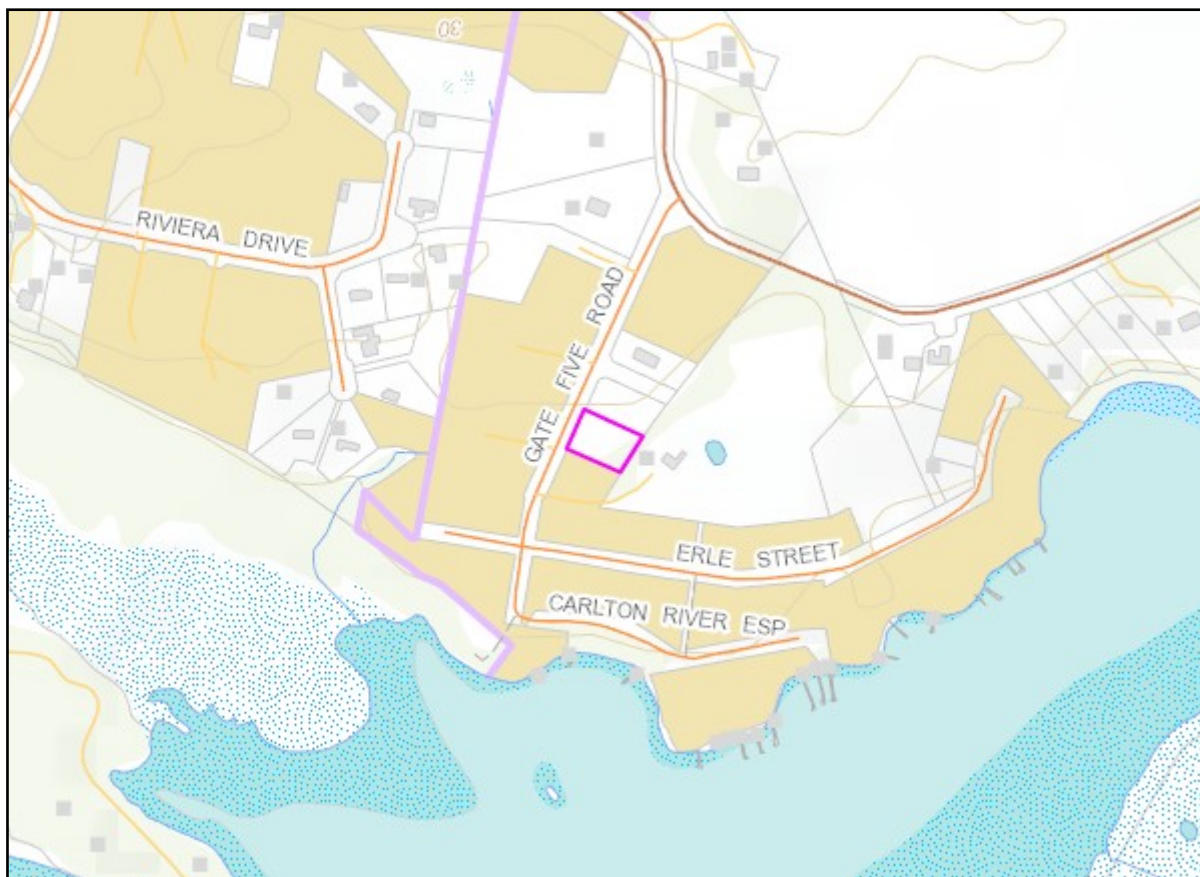 30
RIVIERA DRIVE
GATE FIVE ROAD
ERLE STREET
CARLTON RIVER ESP